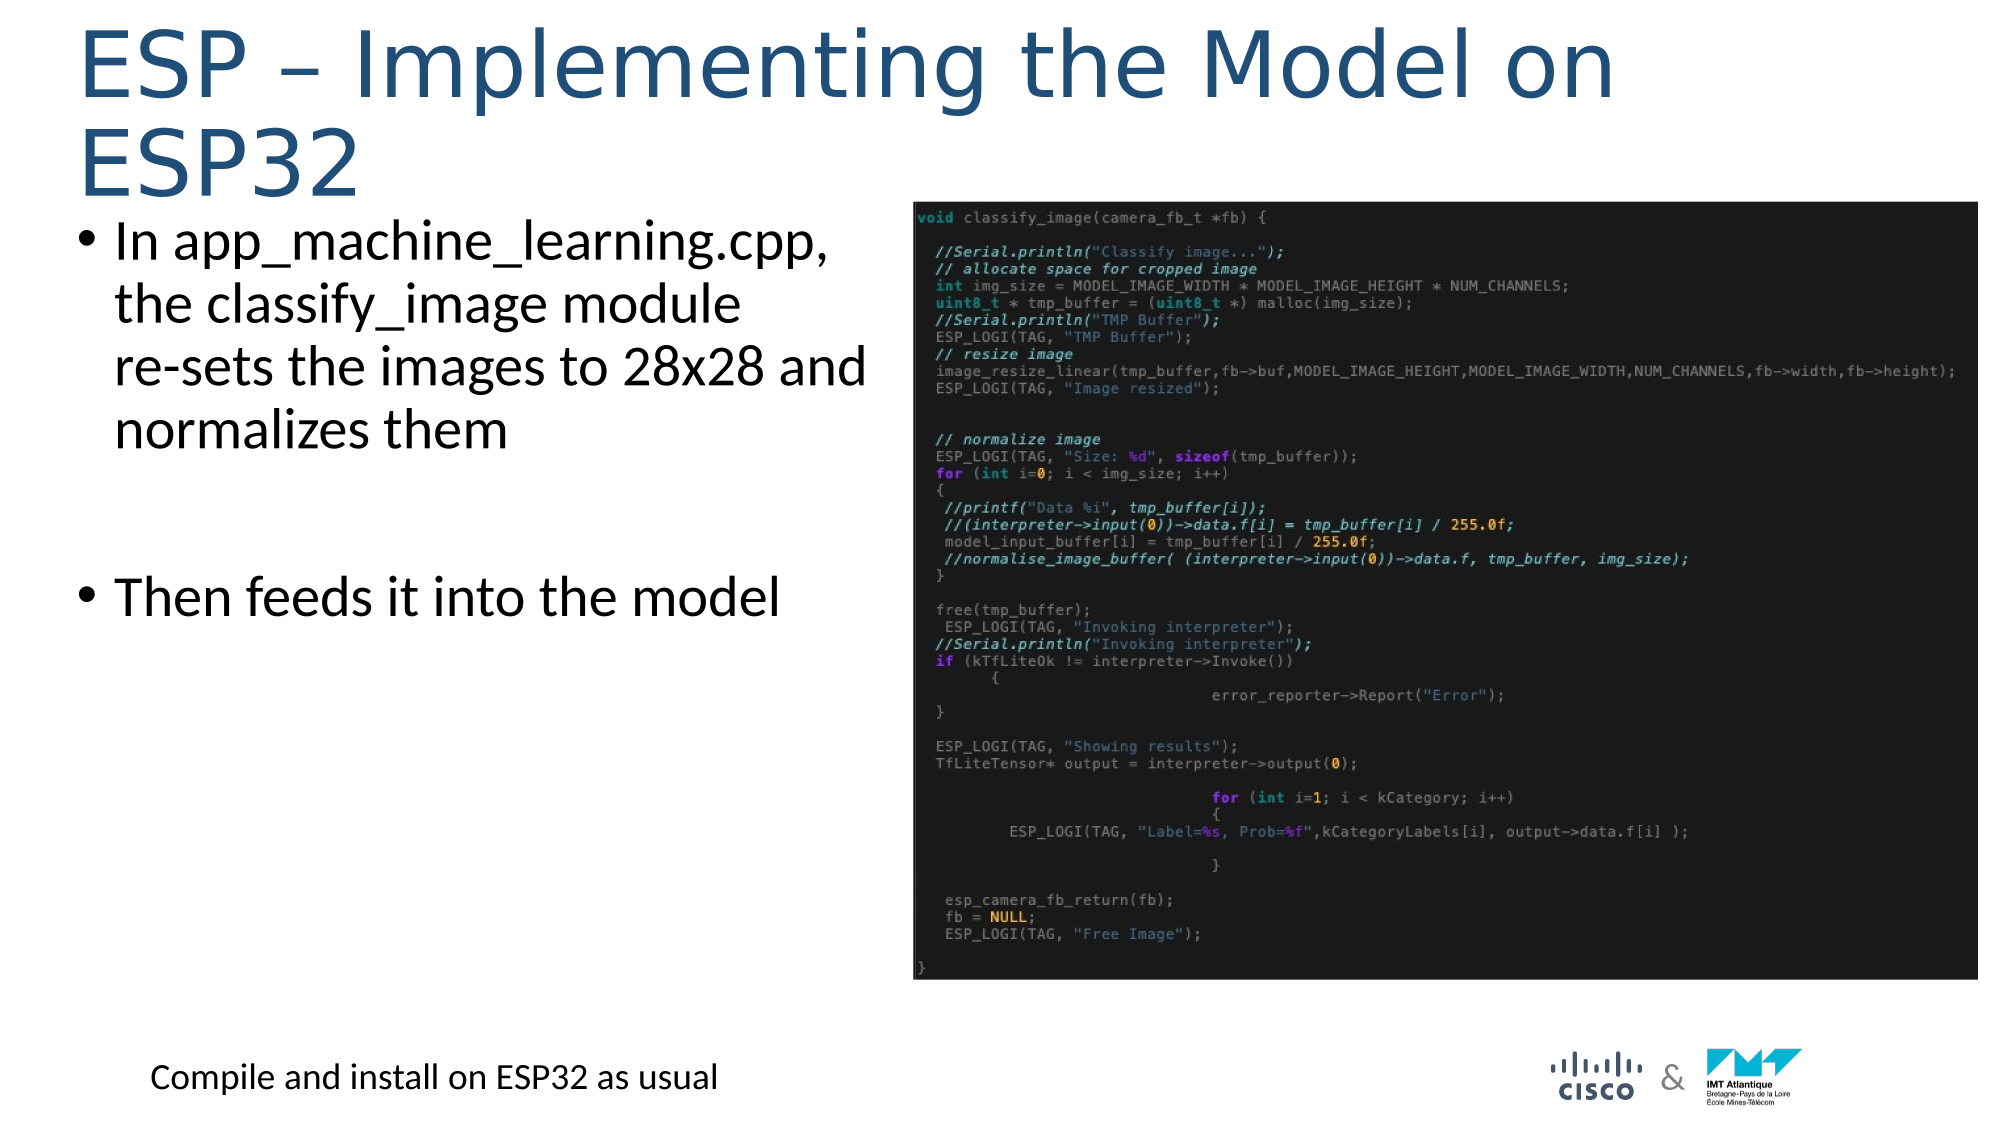 ESP – Implementing the Model on
ESP32
• In app_machine_learning.cpp,
the classify_image module
re-sets the images to 28x28 and
normalizes them
• Then feeds it into the model
void classify_image(camera_fb_t *fb) {
//Serial.println("Classify image...");
// allocate space for cropped image
int img_size = MODEL_IMAGE_WIDTH * MODEL_IMAGE_HEIGHT * NUM_CHANNELS;
uint8_t * tmp_buffer = (uint8_t *) malloc(img_size);
//Serial.println("TMP Buffer");
ESP_LOGI(TAG, "TMP Buffer");
// resize image
image_resize_linear(tmp_buffer,fb->buf,MODEL_IMAGE_HEIGHT,MODEL_IMAGE_WIDTH,NUM_CHANNELS,fb->width,fb->height);
ESP_LOGI(TAG, "Image resized");
// normalize image
ESP_LOGI(TAG, "Size: %d", sizeof(tmp_buffer));
for (int i=0; i < img_size; i++)
{
//printf("Data %i", tmp_buffer[i]);
//(interpreter->input(0))->data.f[i] = tmp_buffer[i] / 255.0f;
model_input_buffer[i] = tmp_buffer[i] / 255.0f;
//normalise_image_buffer( (interpreter->input(0))->data.f, tmp_buffer, img_size);
}
free(tmp_buffer);
ESP_LOGI(TAG, "Invoking interpreter");
//Serial.println("Invoking interpreter");
if (kTfLiteOk != interpreter->Invoke())
{
error_reporter->Report("Error");
}
ESP_LOGI(TAG, "Showing results");
TfLiteTensor* output = interpreter->output(0);
for (int i=1; i < kCategory; i++)
{
ESP_LOGI(TAG, "Label=%s, Prob=%f",kCategoryLabels[i], output->data.f[i] );
}
esp_camera_fb_return(fb);
fb = NULL;
ESP_LOGI(TAG, "Free Image");
}
Compile and install on ESP32 as usual
CISCO & IMT Atlantique
Bretagne-Pays de la Loire
École Mines-Télécom